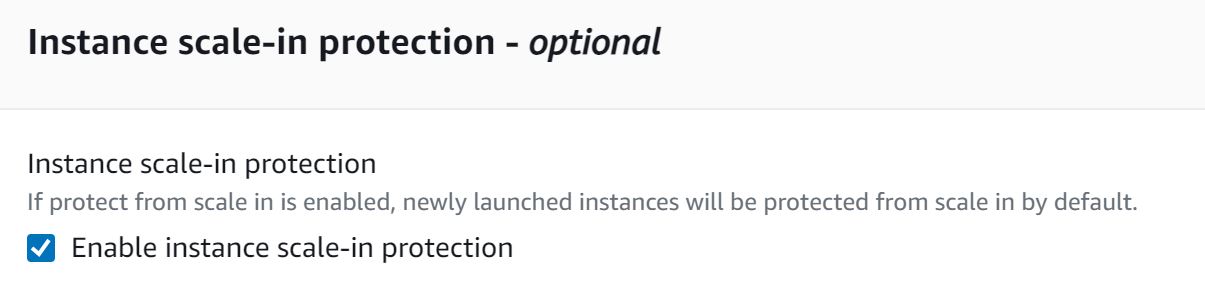 Instance scale-in protection - optional
Instance scale-in protection
If protect from scale in is enabled, newly launched instances will be protected from scale in by default.
Enable instance scale-in protection